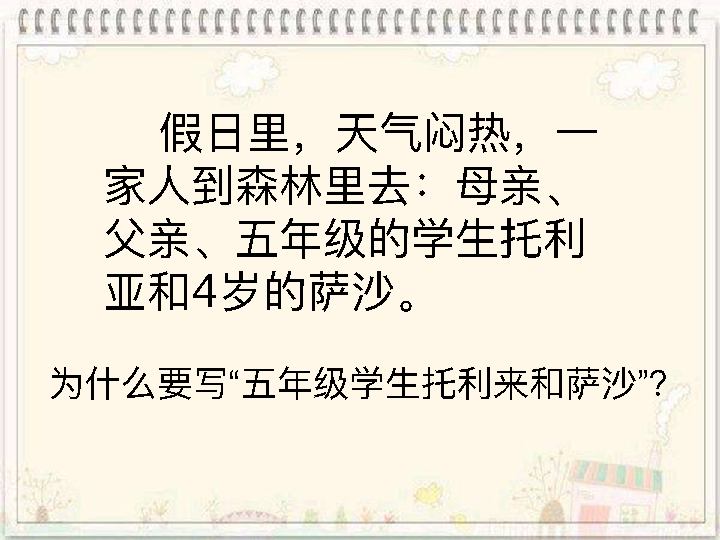 假日里，天气闷热，一
家人到森林里去：母亲、
父亲、五年级的学生托利
亚和4岁的萨沙。
为什么要写“五年级学生托利来和萨沙”？